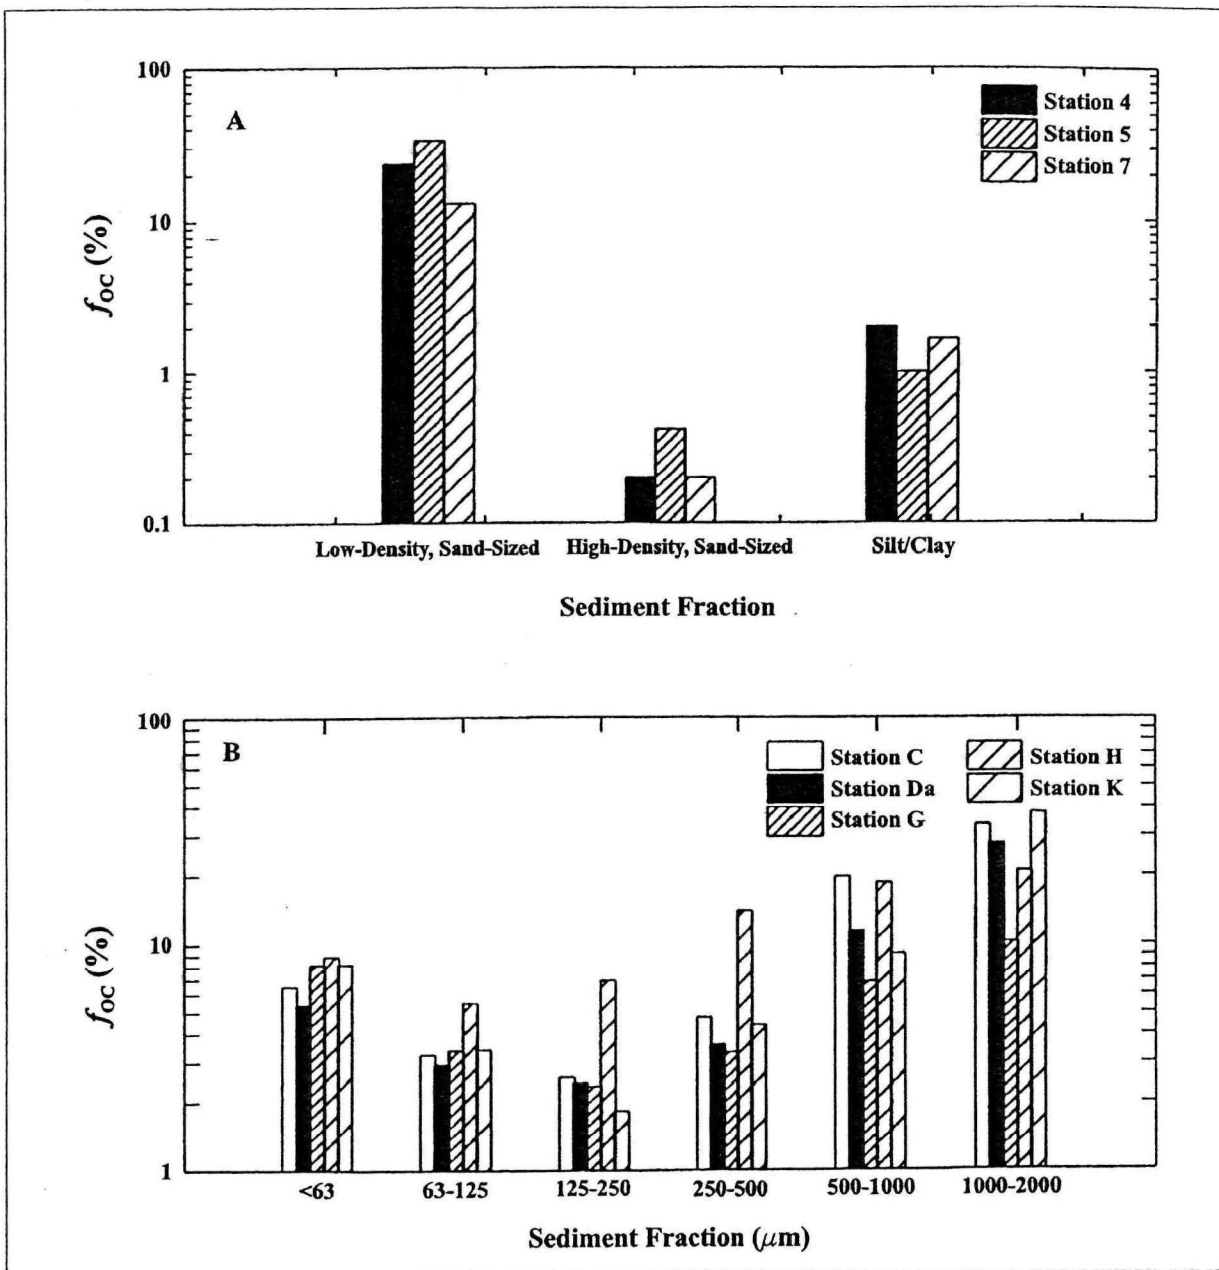 100
10
1
0.1
f_OC (%)
A
Station 4
Station 5
Station 7
Low-Density, Sand-Sized
High-Density, Sand-Sized
Silt/Clay
Sediment Fraction
100
10
1
f_OC (%)
B
Station C
Station Da
Station G
Station H
Station K
<63
63-125
125-250
250-500
500-1000
1000-2000
Sediment Fraction (μm)